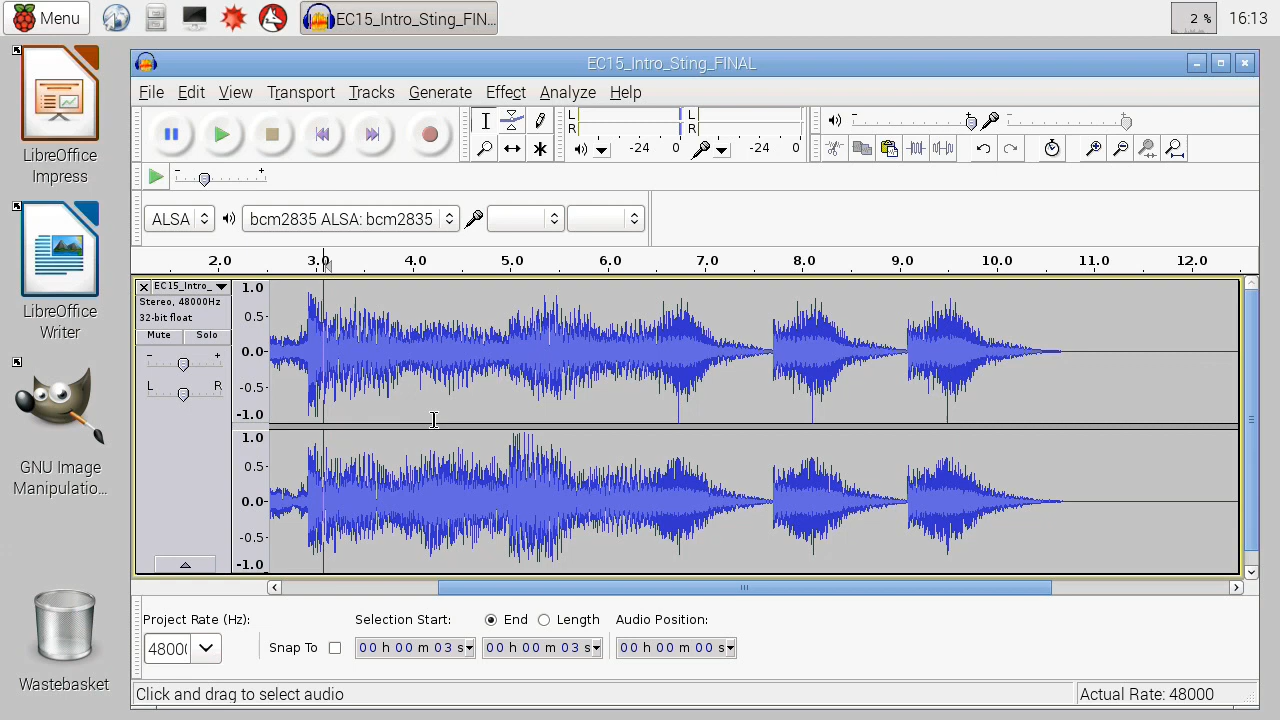 Menu
EC15_Intro_Sting_FIN...
2 %
16:13
LibreOffice
Impress
LibreOffice
Writer
GNU Image
Manipulatio...
Wastebasket
EC15_Intro_Sting_FINAL
File Edit View Transport Tracks Generate Effect Analyze Help
L
R
-24 0
L
R
-24 0
- +
- +
- +
ALSA
bcm2835 ALSA: bcm2835
2.0 3.0 4.0 5.0 6.0 7.0 8.0 9.0 10.0 11.0 12.0
EC15_Intro_
Stereo, 48000Hz
32-bit float
Mute Solo
- +
L R
1.0
0.5-
0.0-
-0.5-
-1.0
1.0
0.5-
0.0-
-0.5-
-1.0
Project Rate (Hz):
48000
Snap To
Selection Start:
End Length
Audio Position:
00 h 00 m 03 s
00 h 00 m 03 s
00 h 00 m 00 s
Click and drag to select audio
Actual Rate: 48000